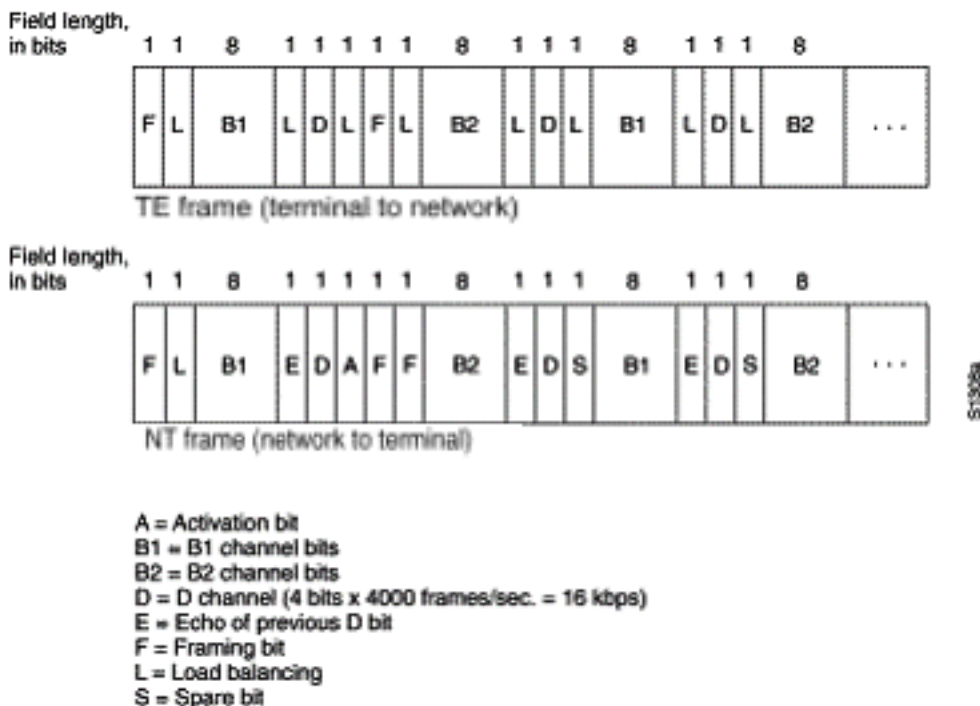 Field length,
in bits 1 1 8 1 1 1 1 1 8 1 1 1 8 1 1 1 8
F L B1 L D L F L B2 L D L B1 L D L B2 ...
TE frame (terminal to network)
Field length,
in bits 1 1 8 1 1 1 1 1 8 1 1 1 8 1 1 1 8
F L B1 E D A F F B2 E D S B1 E D S B2 ...
NT frame (network to terminal)
A = Activation bit
B1 = B1 channel bits
B2 = B2 channel bits
D = D channel (4 bits x 4000 frames/sec. = 16 kbps)
E = Echo of previous D bit
F = Framing bit
L = Load balancing
S = Spare bit